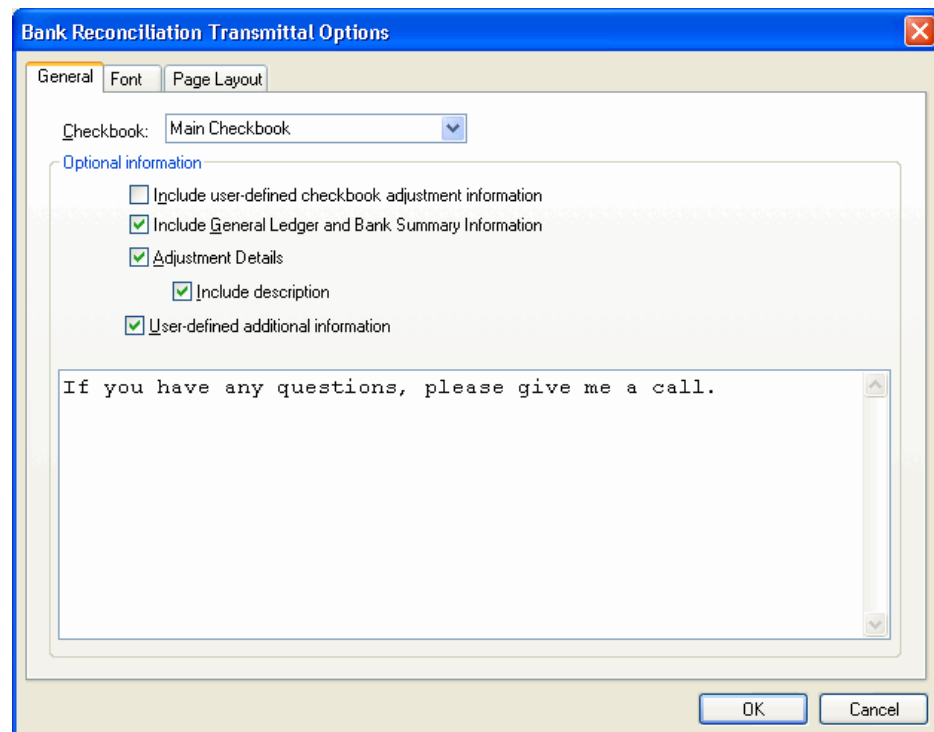 Bank Reconciliation Transmittal Options
General Font Page Layout
Checkbook: Main Checkbook
Optional information
Include user-defined checkbook adjustment information
Include General Ledger and Bank Summary Information
Adjustment Details
Include description
User-defined additional information
If you have any questions, please give me a call.
OK Cancel